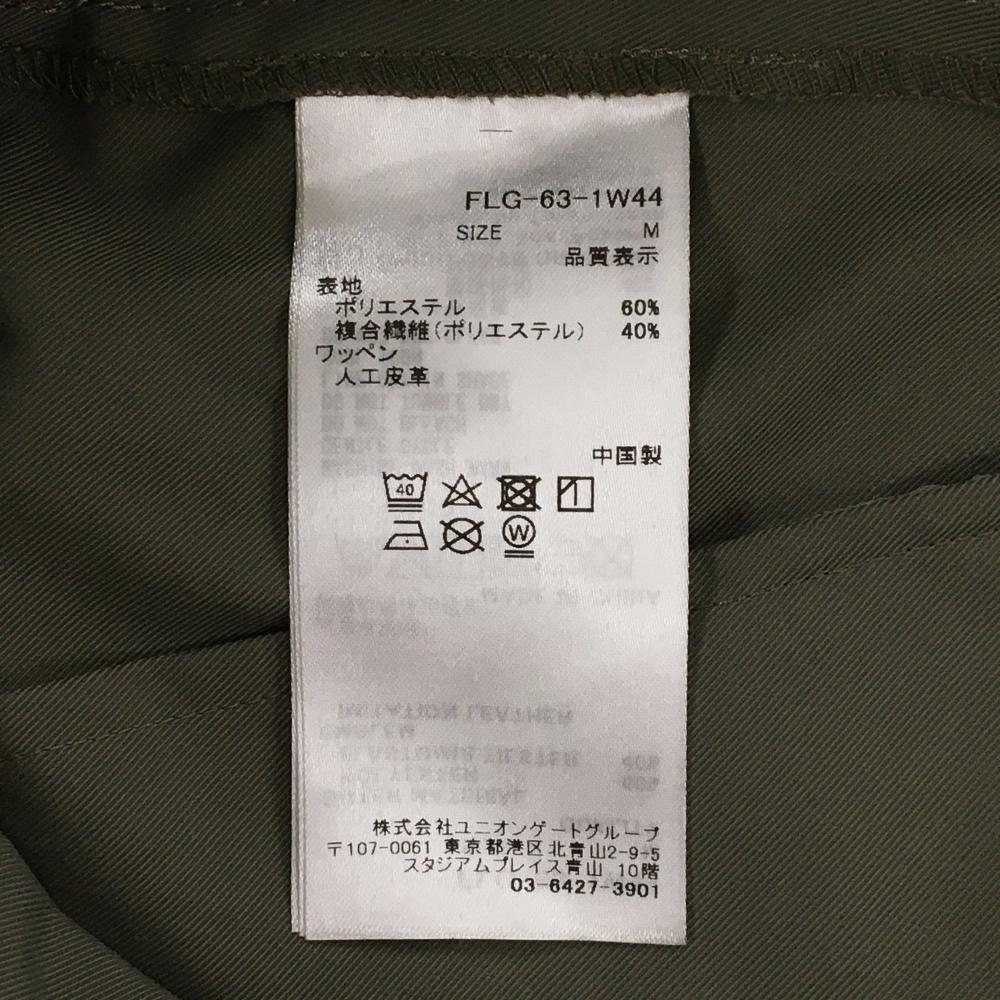 FLG-63-1W44
SIZE M
品質表示
表地
ポリエステル 60%
複合繊維(ポリエステル) 40%
ワッペン
人工皮革
中国製
40
W
株式会社ユニオンゲートグループ
〒107-0061 東京都港区北青山2-9-5
スタジアムプレイス青山 10階
03-6427-3901